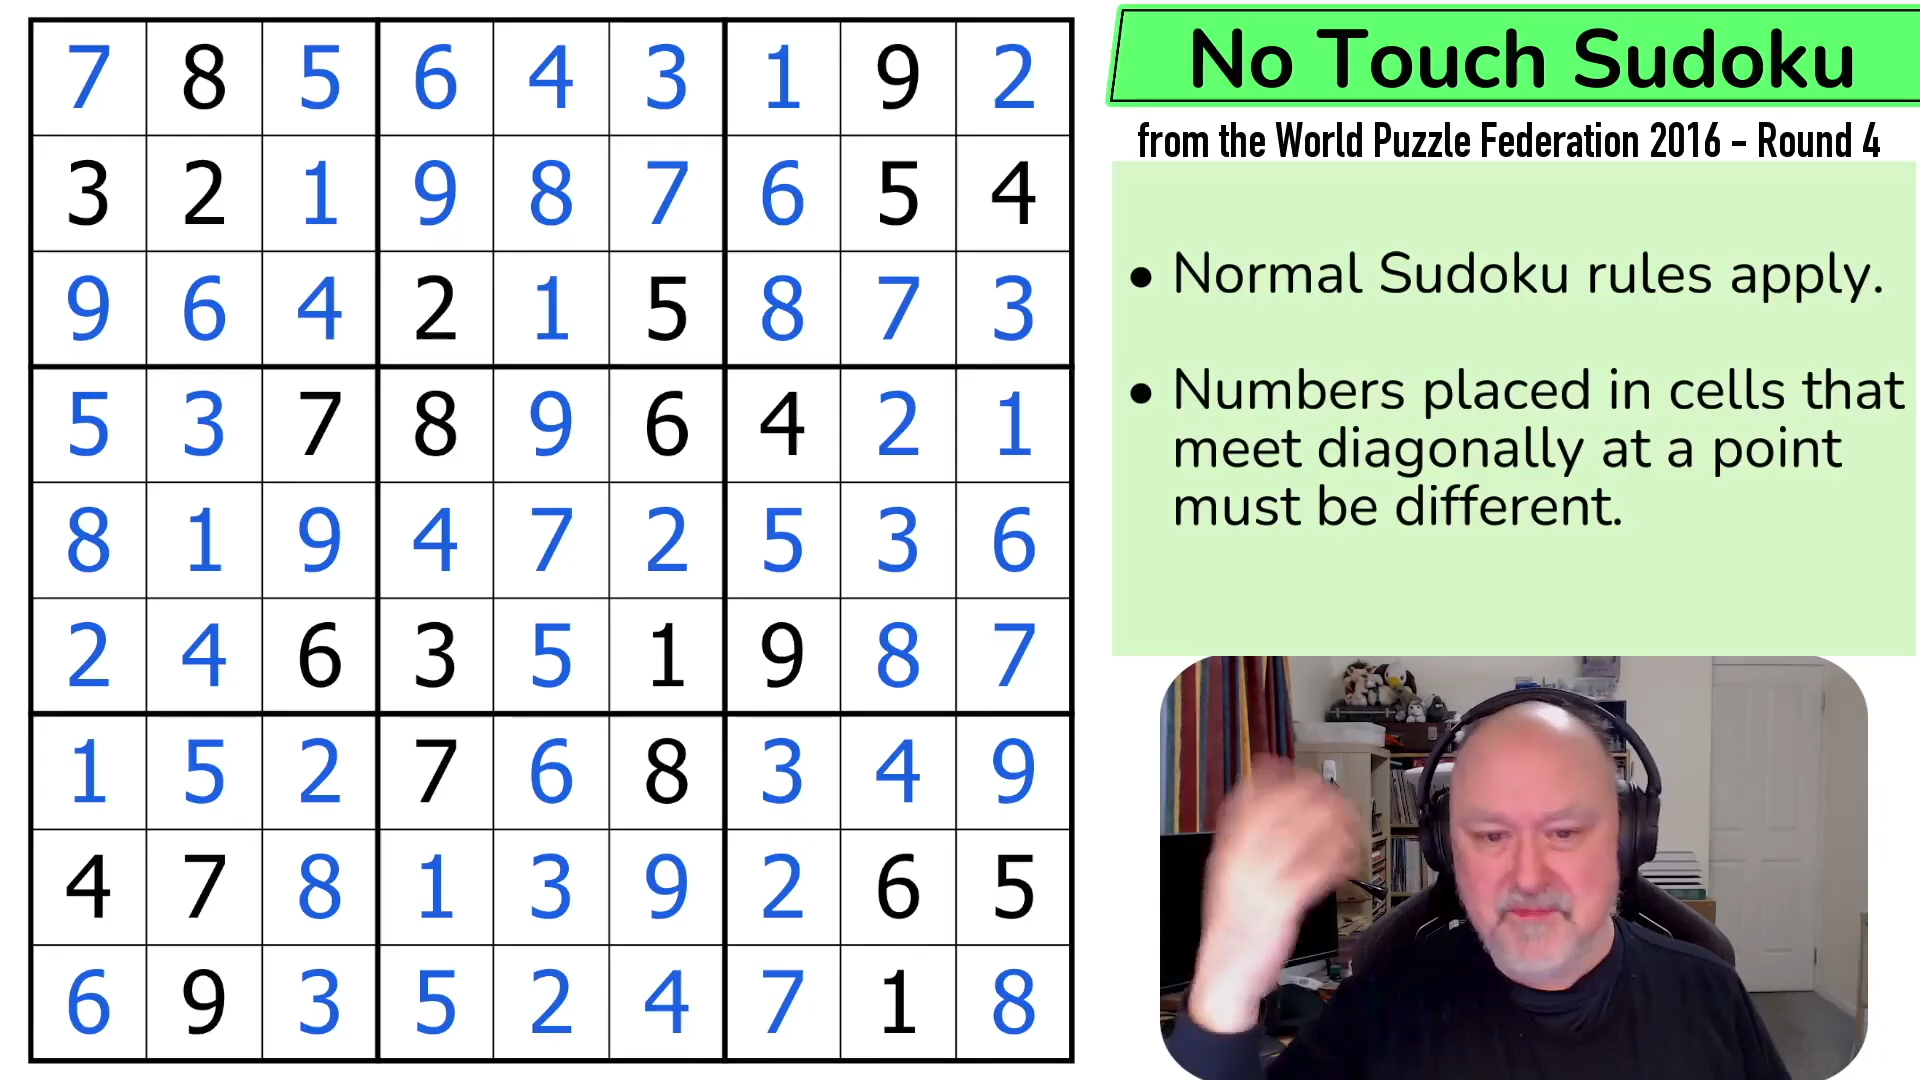 No Touch Sudoku
from the World Puzzle Federation 2016 - Round 4
• Normal Sudoku rules apply.
• Numbers placed in cells that
meet diagonally at a point
must be different.
7 8 5 6 4 3 1 9 2
3 2 1 9 8 7 6 5 4
9 6 4 2 1 5 8 7 3
5 3 7 8 9 6 4 2 1
8 1 9 4 7 2 5 3 6
2 4 6 3 5 1 9 8 7
1 5 2 7 6 8 3 4 9
4 7 8 1 3 9 2 6 5
6 9 3 5 2 4 7 1 8